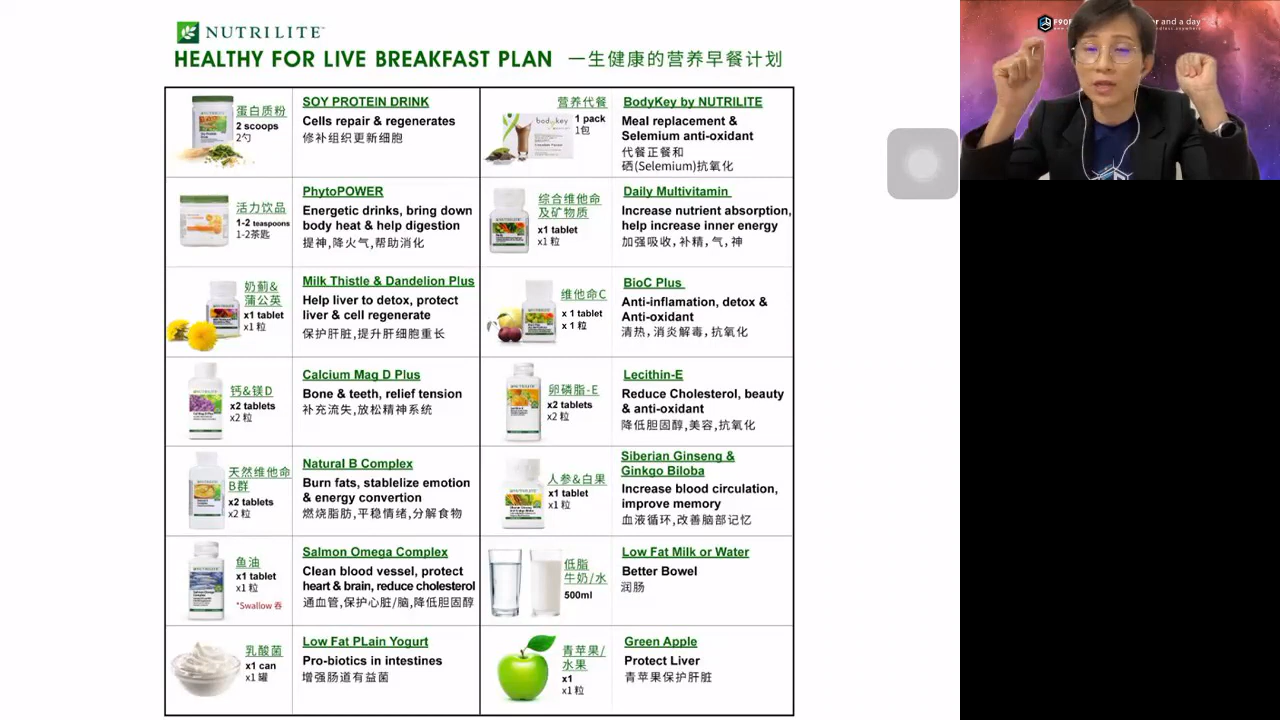 NUTRILITE™
HEALTHY FOR LIVE BREAKFAST PLAN 一生健康的营养早餐计划
蛋白质粉
2 scoops
2勺
SOY PROTEIN DRINK
Cells repair & regenerates
修补组织更新细胞
营养代餐
1 pack
1包
bodykey
BodyKey by NUTRILITE
Meal replacement &
Selemium anti-oxidant
代餐正餐和
硒(Selemium)抗氧化
活力饮品
1-2 teaspoons
1-2茶匙
PhytoPOWER
Energetic drinks, bring down
body heat & help digestion
提神,降火气,帮助消化
综合维他命
及矿物质
x1 tablet
x1 粒
Daily Multivitamin
Increase nutrient absorption,
help increase inner energy
加强吸收,补精,气,神
奶蓟&
蒲公英
x1 tablet
x1 粒
Milk Thistle & Dandelion Plus
Help liver to detox, protect
liver & cell regenerate
保护肝脏,提升肝细胞重长
维他命C
x 1 tablet
x 1 粒
BioC Plus
Anti-inflamation, detox &
Anti-oxidant
清热,消炎解毒,抗氧化
钙&镁D
x2 tablets
x2 粒
Calcium Mag D Plus
Bone & teeth, relief tension
补充流失,放松精神系统
卵磷脂-E
x2 tablets
x2 粒
Lecithin-E
Reduce Cholesterol, beauty
& anti-oxidant
降低胆固醇,美容,抗氧化
天然维他命
B群
x2 tablets
x2 粒
Natural B Complex
Burn fats, stablelize emotion
& energy convertion
燃烧脂肪,平稳情绪,分解食物
人参&白果
x1 tablet
x1 粒
Siberian Ginseng &
Ginkgo Biloba
Increase blood circulation,
improve memory
血液循环,改善脑部记忆
鱼油
x1 tablet
x1 粒
*Swallow 吞
Salmon Omega Complex
Clean blood vessel, protect
heart & brain, reduce cholesterol
通血管,保护心脏/脑,降低胆固醇
低脂
牛奶/水
500ml
Low Fat Milk or Water
Better Bowel
润肠
乳酸菌
x1 can
x1 罐
Low Fat PLain Yogurt
Pro-biotics in intestines
增强肠道有益菌
青苹果/
水果
x1
x1 粒
Green Apple
Protect Liver
青苹果保护肝脏
and a day